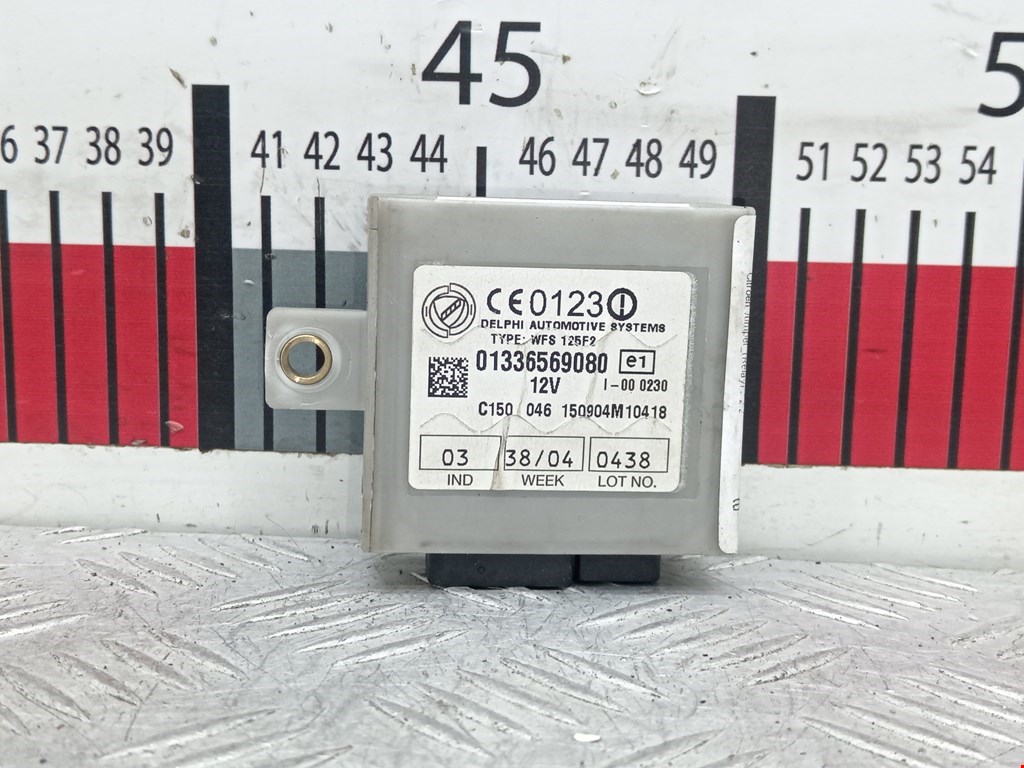 45
5
6 37 38 39 41 42 43 44 46 47 48 49 51 52 53 54
CE0123
DELPHI AUTOMOTIVE SYSTEMS
TYPE: WFS 125F2
01336569080 e1
12V I-00 0230
C150 046 150904M10418
03 38/04 0438
IND WEEK LOT NO.